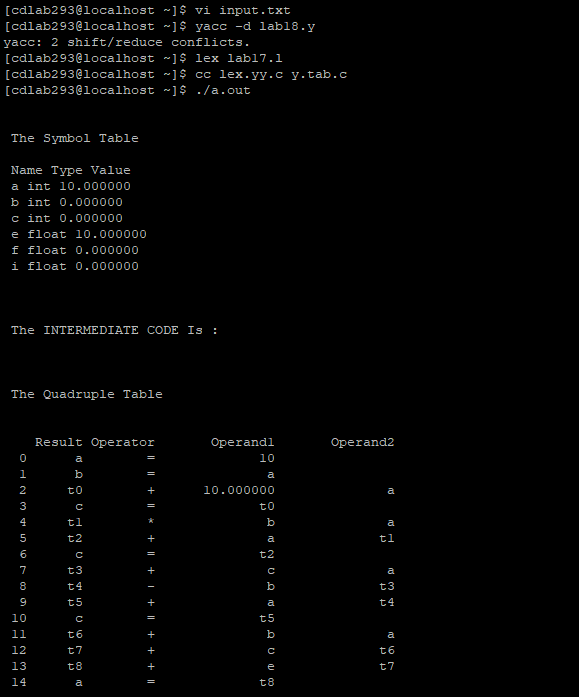 [cdlab293@localhost ~]$ vi input.txt
[cdlab293@localhost ~]$ yacc -d lab18.y
yacc: 2 shift/reduce conflicts.
[cdlab293@localhost ~]$ lex lab17.l
[cdlab293@localhost ~]$ cc lex.yy.c y.tab.c
[cdlab293@localhost ~]$ ./a.out
The Symbol Table
Name Type Value
a int 10.000000
b int 0.000000
c int 0.000000
e float 10.000000
f float 0.000000
i float 0.000000
The INTERMEDIATE CODE Is :
The Quadruple Table
Result Operator Operand1 Operand2
0 a = 10
1 b = a
2 t0 + 10.000000 a
3 c = t0
4 t1 * b a
5 t2 + a t1
6 c = t2
7 t3 + c a
8 t4 - b t3
9 t5 + a t4
10 c = t5
11 t6 + b a
12 t7 + c t6
13 t8 + e t7
14 a = t8